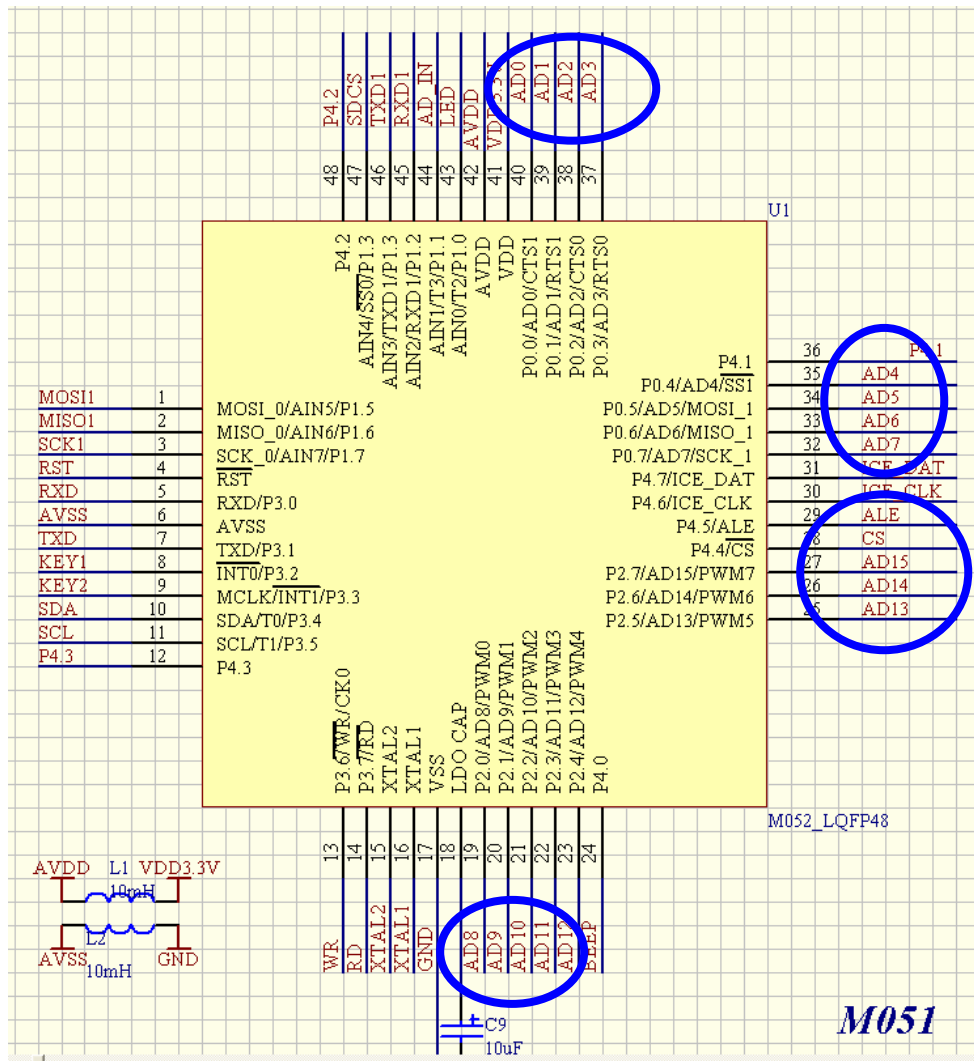 P4.2
SDCS
TXD1
RXD1
AD_IN
LED
AVDD
VDD3.3V
AD0
AD1
AD2
AD3
48
47
46
45
44
43
42
41
40
39
38
37
U1
P4.2
AIN4/SS0/P1.3
AIN3/TXD1/P1.3
AIN2/RXD1/P1.2
AIN1/T3/P1.1
AIN0/T2/P1.0
AVDD
VDD
P0.0/AD0/CTS1
P0.1/AD1/RTS1
P0.2/AD2/CTS0
P0.3/AD3/RTS0
MOSI1 1 MOSI_0/AIN5/P1.5
MISO1 2 MISO_0/AIN6/P1.6
SCK1 3 SCK_0/AIN7/P1.7
RST 4 RST
RXD 5 RXD/P3.0
AVSS 6 AVSS
TXD 7 TXD/P3.1
KEY1 8 INT0/P3.2
KEY2 9 MCLK/INT1/P3.3
SDA 10 SDA/T0/P3.4
SCL 11 SCL/T1/P3.5
P4.3 12 P4.3
P4.1 36 P4.1
P0.4/AD4/SS1 35 AD4
P0.5/AD5/MOSI_1 34 AD5
P0.6/AD6/MISO_1 33 AD6
P0.7/AD7/SCK_1 32 AD7
P4.7/ICE_DAT 31 ICE_DAT
P4.6/ICE_CLK 30 ICE_CLK
P4.5/ALE 29 ALE
P4.4/CS 28 CS
P2.7/AD15/PWM7 27 AD15
P2.6/AD14/PWM6 26 AD14
P2.5/AD13/PWM5 25 AD13
P3.6/WR/CK0
P3.7/RD
XTAL2
XTAL1
VSS
LDO CAP
P2.0/AD8/PWM0
P2.1/AD9/PWM1
P2.2/AD10/PWM2
P2.3/AD11/PWM3
P2.4/AD12/PWM4
P4.0
M052_LQFP48
13
14
15
16
17
18
19
20
21
22
23
24
WR
RD
XTAL2
XTAL1
GND
AD8
AD9
AD10
AD11
AD12
BEEP
AVDD L1 VDD3.3V
10mH
L2
AVSS 10mH GND
C9
10uF
M051